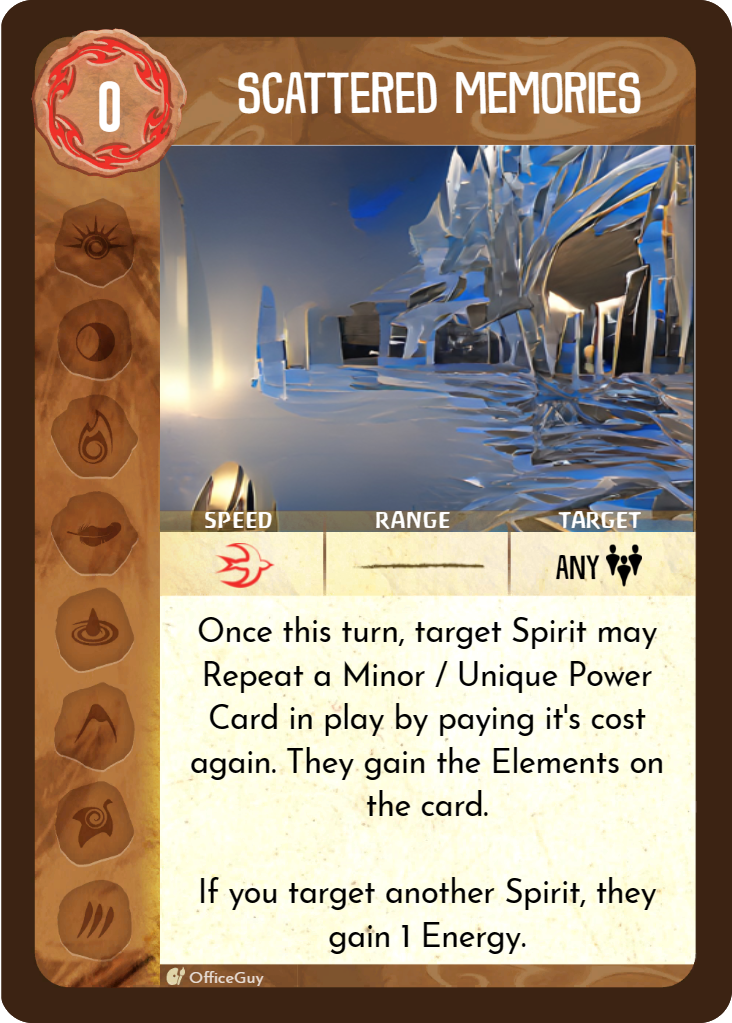 0
SCATTERED MEMORIES
SPEED RANGE TARGET
ANY
Once this turn, target Spirit may
Repeat a Minor / Unique Power
Card in play by paying it's cost
again. They gain the Elements on
the card.
If you target another Spirit, they
gain 1 Energy.
OfficeGuy